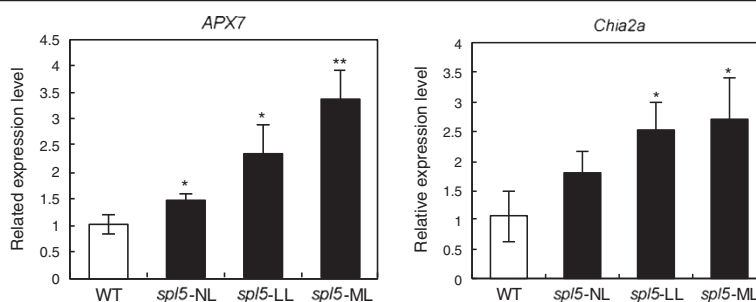 APX7
Related expression level
4.5
4
3.5
3
2.5
2
1.5
1
0.5
0
*
*
**
WT
spl5-NL
spl5-LL
spl5-ML
Chia2a
Relative expression level
4
3.5
3
2.5
2
1.5
1
0.5
0
*
*
WT
spl5-NL
spl5-LL
spl5-ML